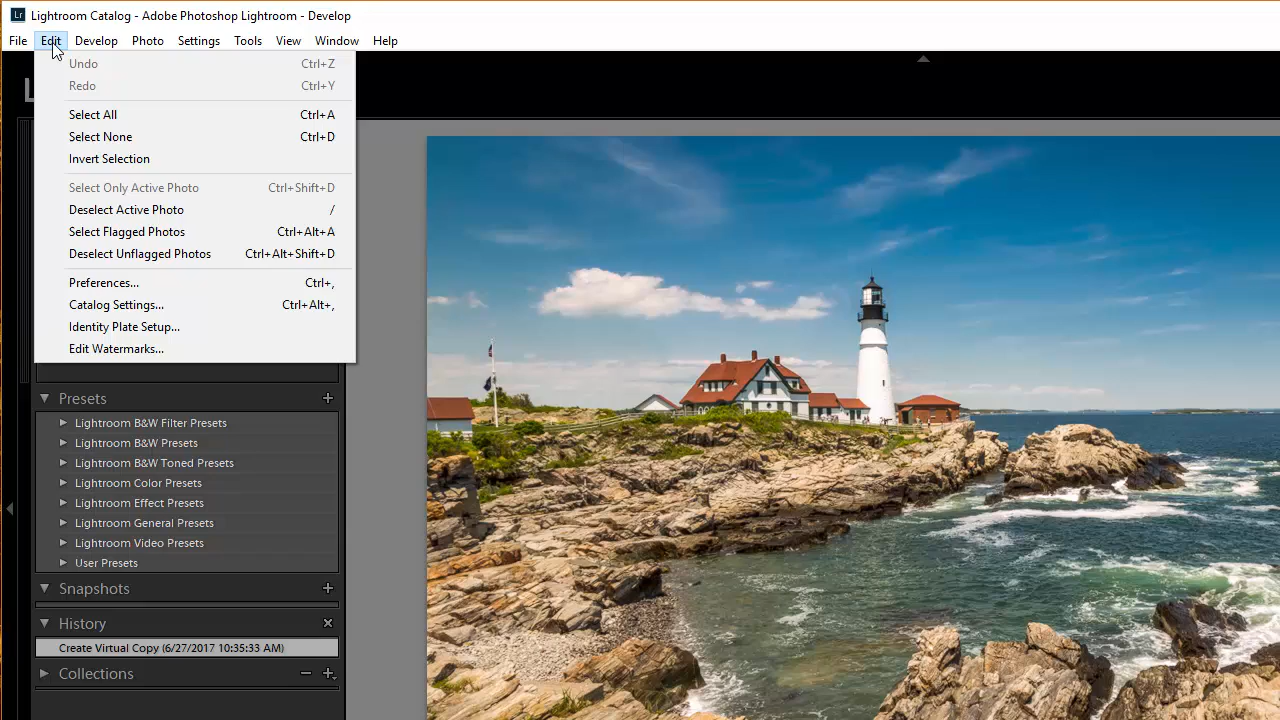 Lr Lightroom Catalog - Adobe Photoshop Lightroom - Develop
File Edit Develop Photo Settings Tools View Window Help
Undo Ctrl+Z
Redo Ctrl+Y
Select All Ctrl+A
Select None Ctrl+D
Invert Selection
Select Only Active Photo Ctrl+Shift+D
Deselect Active Photo /
Select Flagged Photos Ctrl+Alt+A
Deselect Unflagged Photos Ctrl+Alt+Shift+D
Preferences... Ctrl+,
Catalog Settings... Ctrl+Alt+,
Identity Plate Setup...
Edit Watermarks...
Presets +
Lightroom B&W Filter Presets
Lightroom B&W Presets
Lightroom B&W Toned Presets
Lightroom Color Presets
Lightroom Effect Presets
Lightroom General Presets
Lightroom Video Presets
User Presets
Snapshots +
History ×
Create Virtual Copy (6/27/2017 10:35:33 AM)
Collections − +